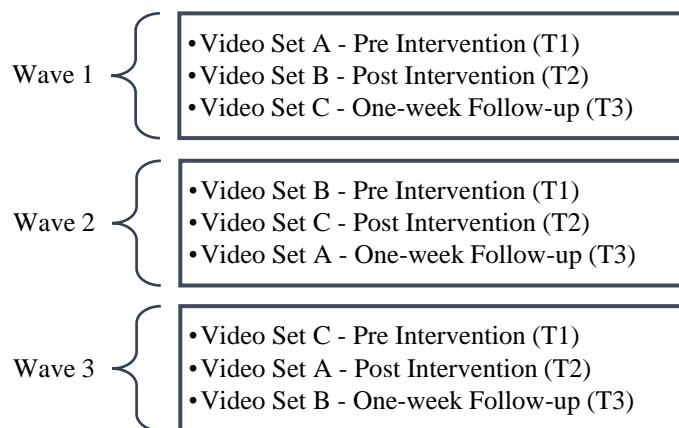 Wave 1
•Video Set A - Pre Intervention (T1)
•Video Set B - Post Intervention (T2)
•Video Set C - One-week Follow-up (T3)
Wave 2
•Video Set B - Pre Intervention (T1)
•Video Set C - Post Intervention (T2)
•Video Set A - One-week Follow-up (T3)
Wave 3
•Video Set C - Pre Intervention (T1)
•Video Set A - Post Intervention (T2)
•Video Set B - One-week Follow-up (T3)